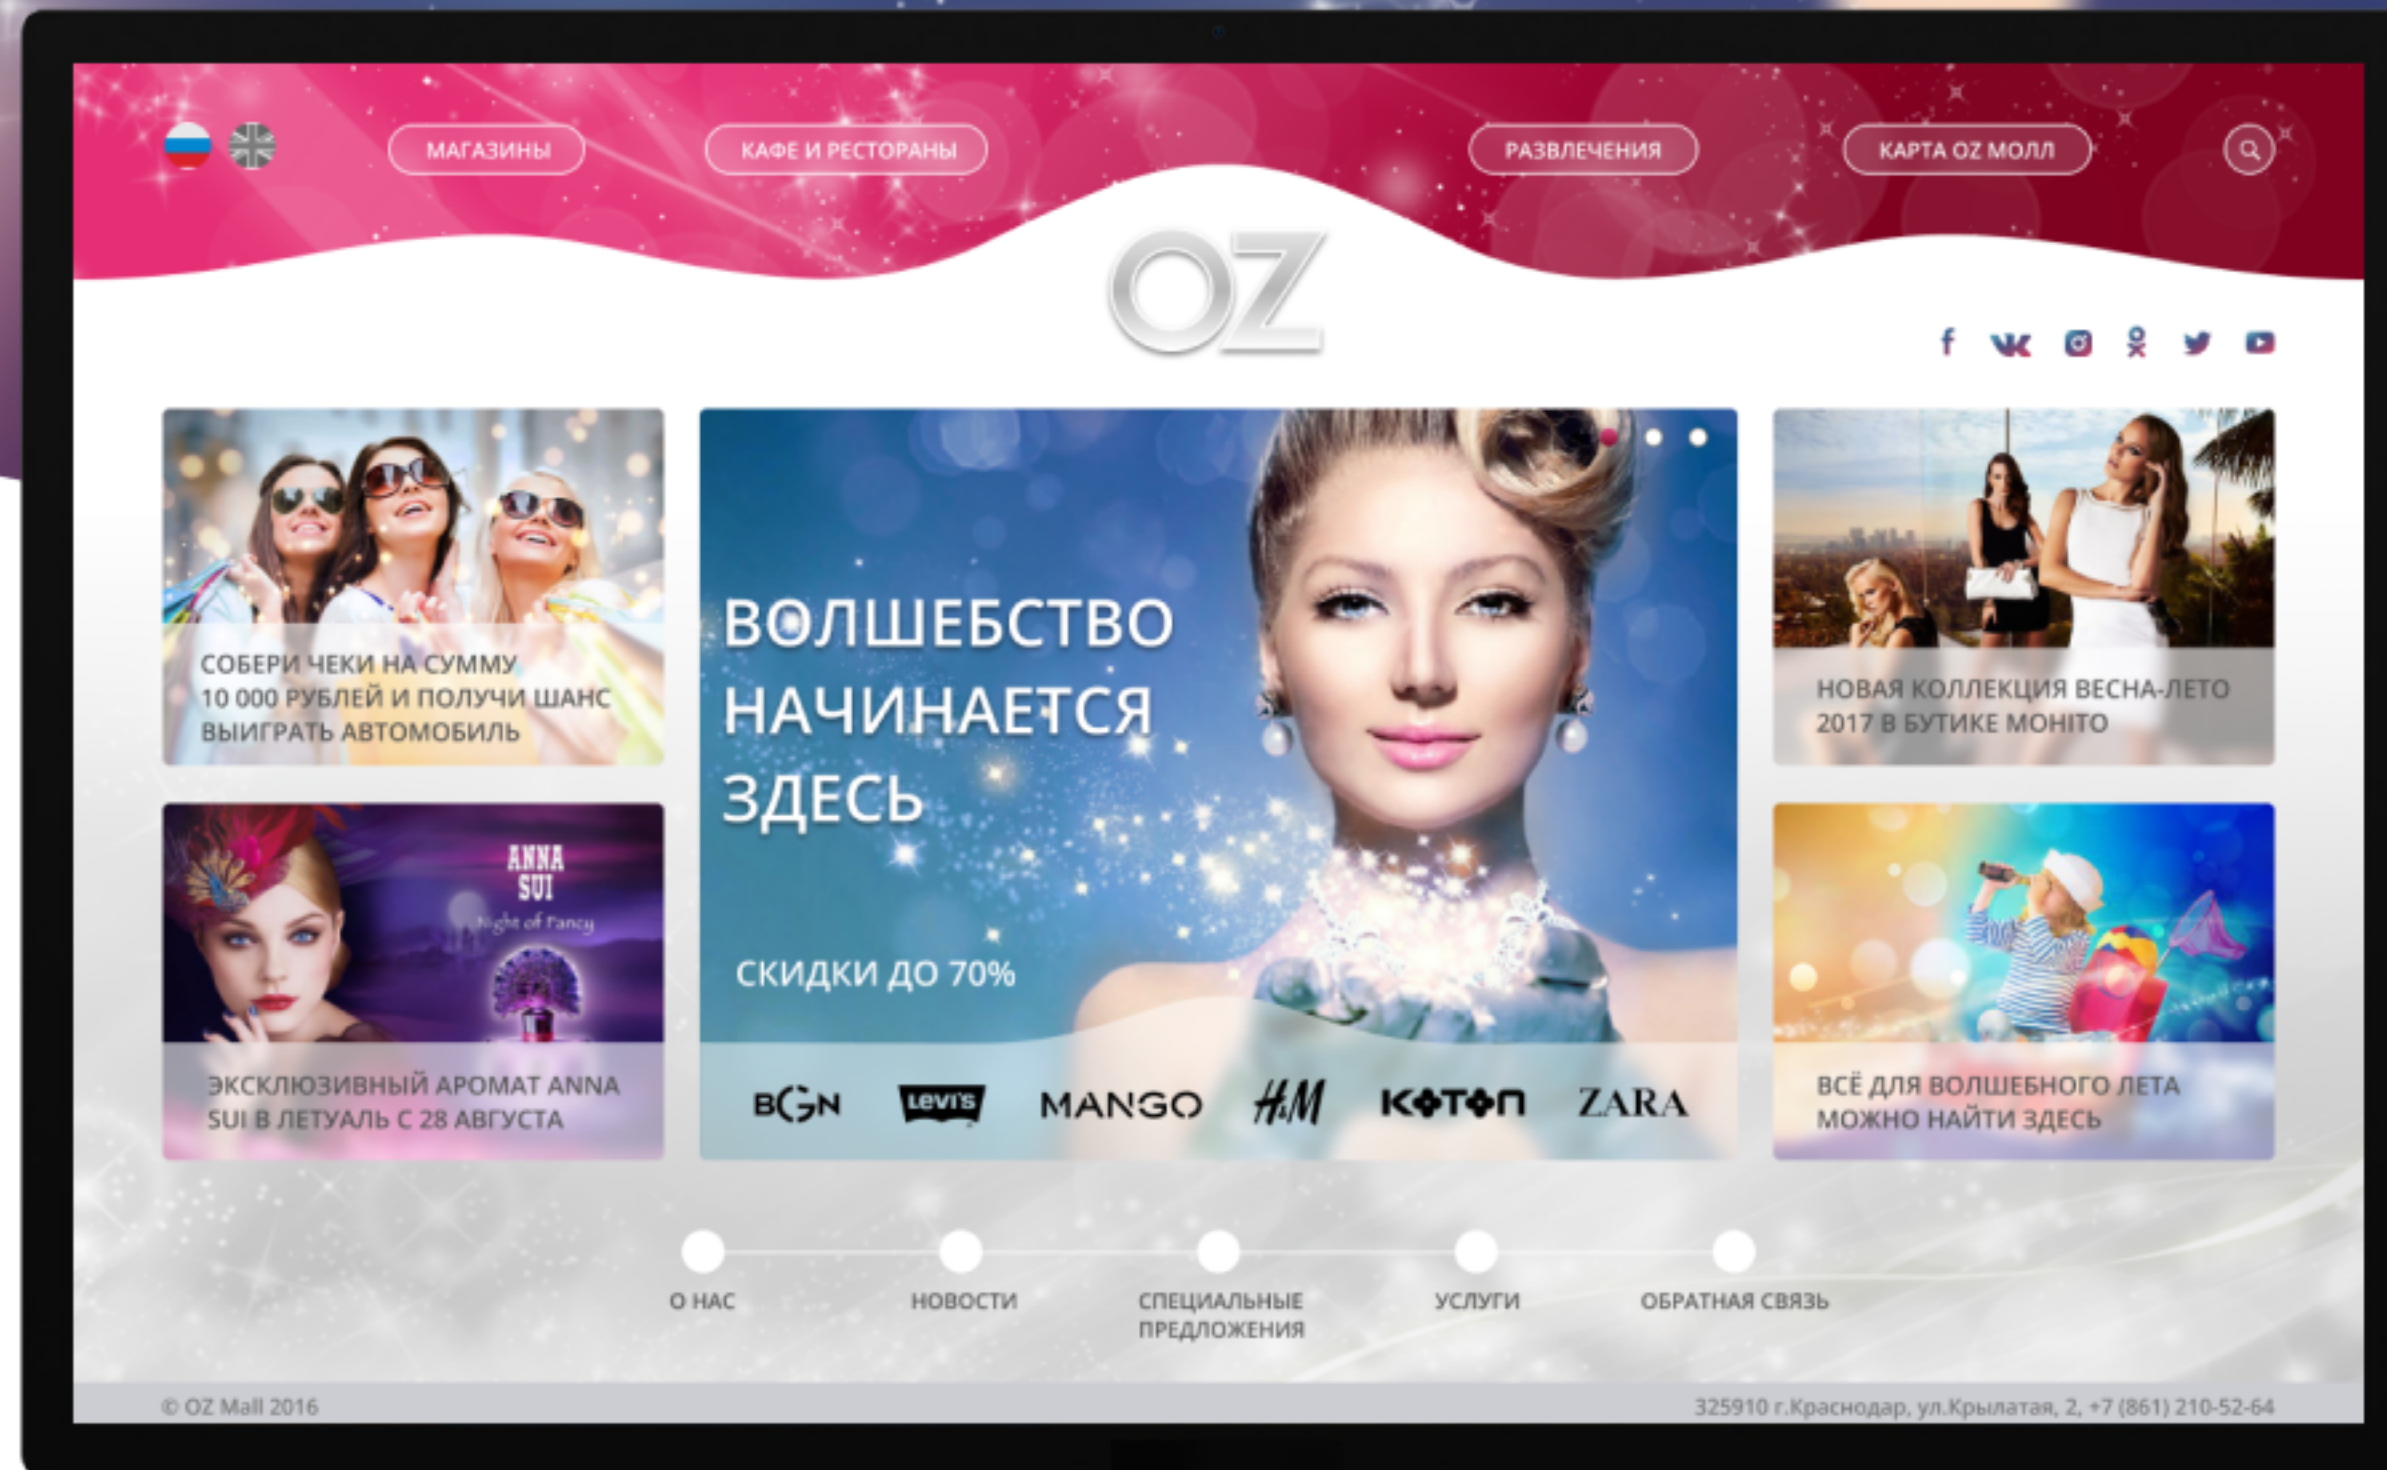 МАГАЗИНЫ
КАФЕ И РЕСТОРАНЫ
РАЗВЛЕЧЕНИЯ
КАРТА OZ МОЛЛ
OZ
СОБЕРИ ЧЕКИ НА СУММУ
10 000 РУБЛЕЙ И ПОЛУЧИ ШАНС
ВЫИГРАТЬ АВТОМОБИЛЬ
ANNA
SUI
Night of Fancy
ЭКСКЛЮЗИВНЫЙ АРОМАТ ANNA
SUI В ЛЕТУАЛЬ С 28 АВГУСТА
ВОЛШЕБСТВО
НАЧИНАЕТСЯ
ЗДЕСЬ
СКИДКИ ДО 70%
BGN LEVI'S MANGO H&M KOTON ZARA
НОВАЯ КОЛЛЕКЦИЯ ВЕСНА-ЛЕТО
2017 В БУТИКЕ MOHITO
ВСЁ ДЛЯ ВОЛШЕБНОГО ЛЕТА
МОЖНО НАЙТИ ЗДЕСЬ
О НАС
НОВОСТИ
СПЕЦИАЛЬНЫЕ
ПРЕДЛОЖЕНИЯ
УСЛУГИ
ОБРАТНАЯ СВЯЗЬ
© OZ Mall 2016
325910 г.Краснодар, ул.Крылатая, 2, +7 (861) 210-52-64